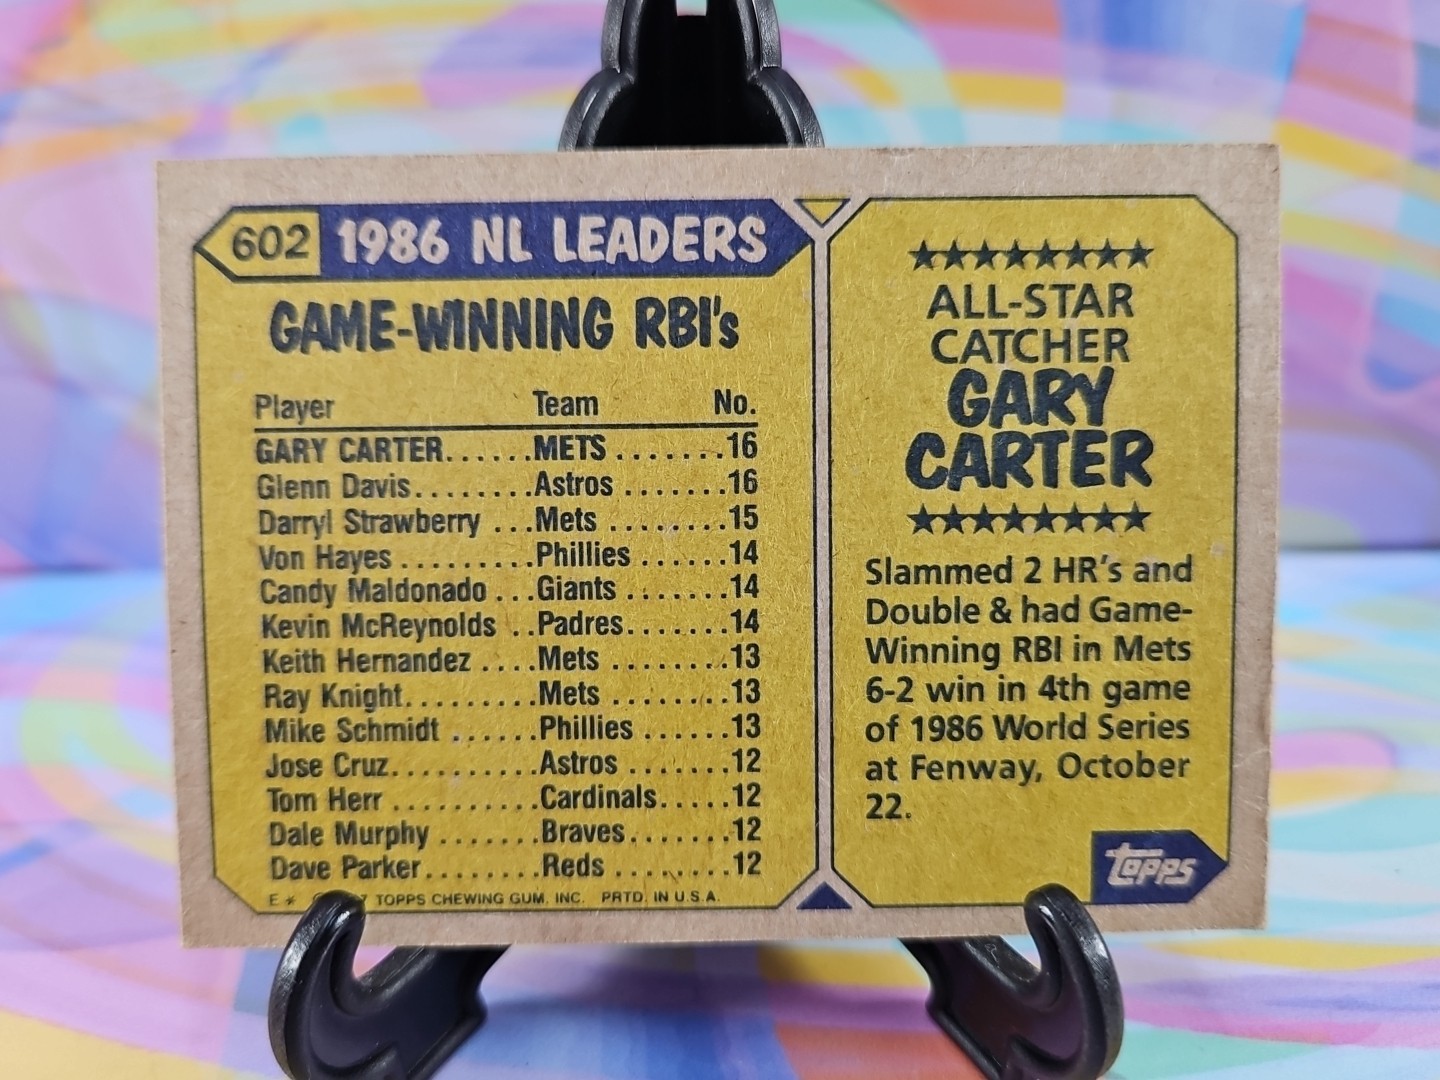 602 1986 NL LEADERS
GAME-WINNING RBI's
Player Team No.
GARY CARTER......METS.......16
Glenn Davis........Astros.......16
Darryl Strawberry ...Mets........15
Von Hayes .........Phillies......14
Candy Maldonado ...Giants.......14
Kevin McReynolds ..Padres.......14
Keith Hernandez ....Mets........13
Ray Knight.........Mets........13
Mike Schmidt ......Phillies......13
Jose Cruz..........Astros.......12
Tom Herr ..........Cardinals.....12
Dale Murphy .......Braves.......12
Dave Parker........Reds........12
E * TOPPS CHEWING GUM, INC. PRTD. IN U.S.A.
★★★★★★★★
ALL-STAR
CATCHER
GARY
CARTER
★★★★★★★★
Slammed 2 HR's and
Double & had Game-
Winning RBI in Mets
6-2 win in 4th game
of 1986 World Series
at Fenway, October
22.
topps